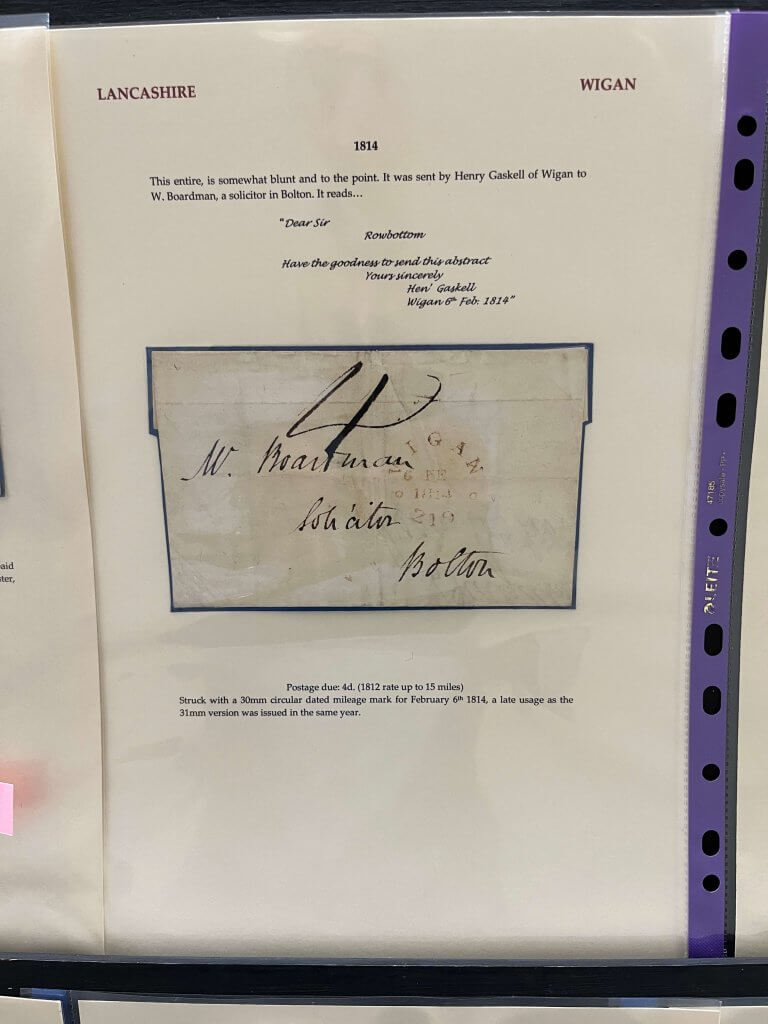 LANCASHIRE
WIGAN
1814
This entire, is somewhat blunt and to the point. It was sent by Henry Gaskell of Wigan to
W. Boardman, a solicitor in Bolton. It reads…
"Dear Sir
Rowbottom
Have the goodness to send this abstract
Yours sincerely
Hen' Gaskell
Wigan 6th Feb. 1814"
4
WIGAN
6 FE
1814
219
W. Boardman
Solicitor
Bolton
Postage due: 4d. (1812 rate up to 15 miles)
Struck with a 30mm circular dated mileage mark for February 6th 1814, a late usage as the
31mm version was issued in the same year.
aid
ter,
47185
LEITZ